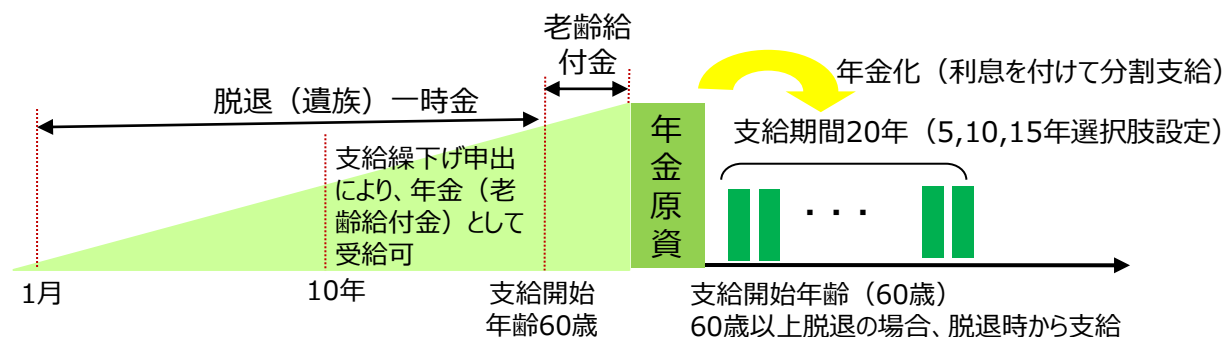 老齢給
付金
年金化（利息を付けて分割支給）
脱退（遺族）一時金
支給期間20年（5,10,15年選択肢設定）
支給繰下げ申出
により、年金（老
齢給付金）として
受給可
年
金
原
資
・・・
1月
10年
支給開始
年齢60歳
支給開始年齢（60歳）
60歳以上脱退の場合、脱退時から支給